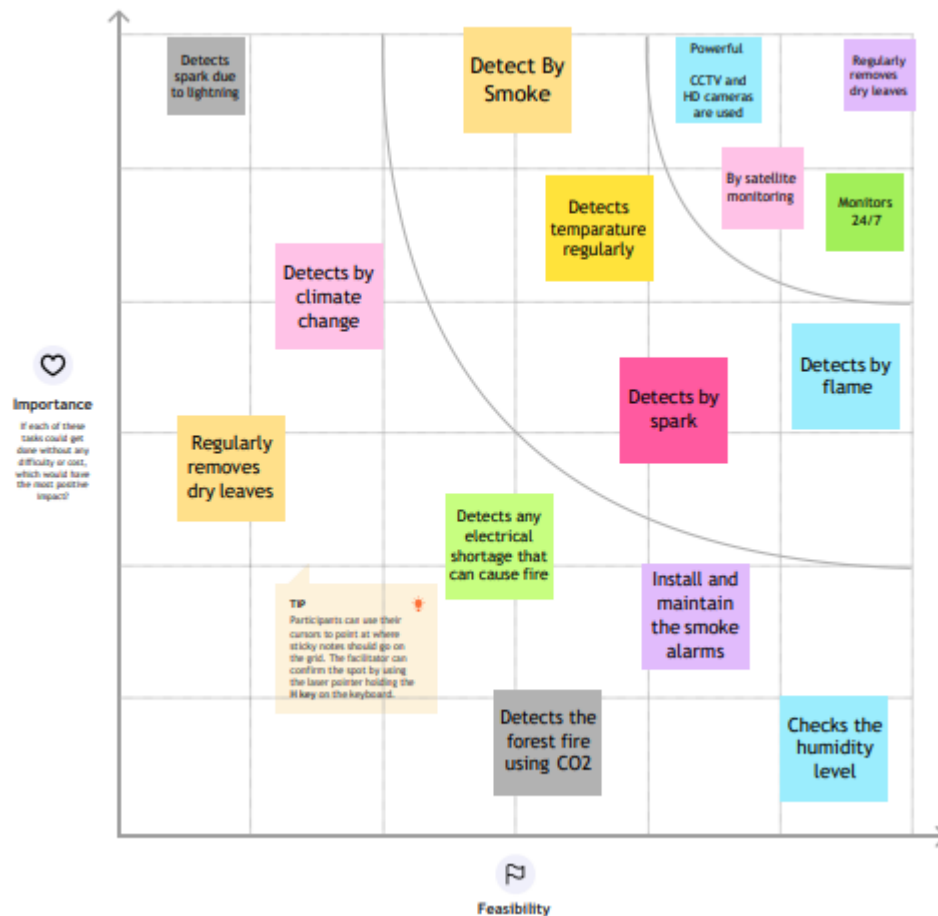 Detects
spark due
to lightning
Detect By
Smoke
Powerful
CCTV and
HD cameras
are used
Regularly
removes
dry leaves
By satellite
monitoring
Monitors
24/7
Detects
temparature
regularly
Detects by
climate
change
Detects by
flame
Detects by
spark
Importance
If each of these
tasks could get
done without any
difficulty or cost,
which would have
the most positive
impact?
Regularly
removes
dry leaves
Detects any
electrical
shortage that
can cause fire
Install and
maintain
the smoke
alarms
TIP
Participants can use their
cursors to point at where
sticky notes should go on
the grid. The facilitator can
confirm the spot by using
the laser pointer holding the
H key on the keyboard.
Detects the
forest fire
using CO2
Checks the
humidity
level
Feasibility